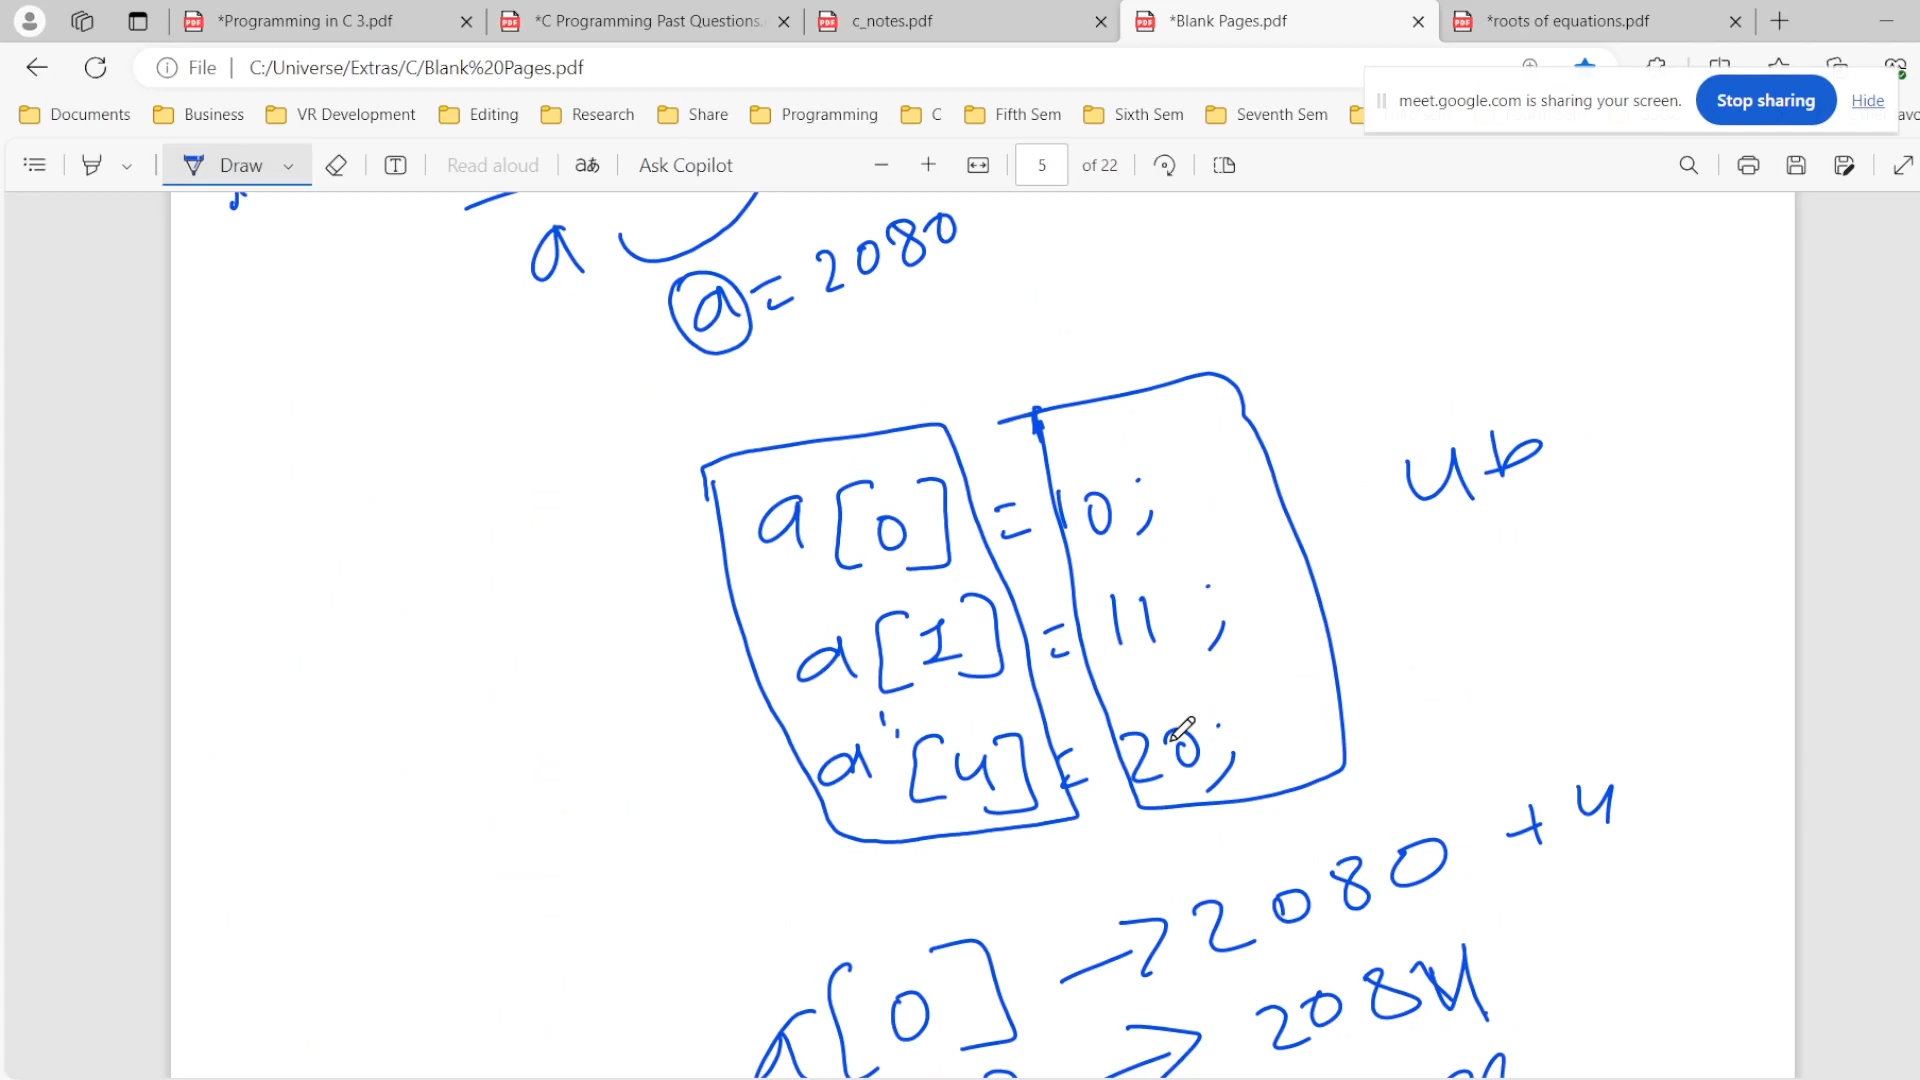 *Programming in C 3.pdf
*C Programming Past Questions.
c_notes.pdf
*Blank Pages.pdf
*roots of equations.pdf
File C:/Universe/Extras/C/Blank%20Pages.pdf
meet.google.com is sharing your screen. Stop sharing Hide
Documents Business VR Development Editing Research Share Programming C Fifth Sem Sixth Sem Seventh Sem
Draw Read aloud aあ Ask Copilot 5 of 22
a
a = 2080
a[0] = 10;
4b
a[1] = 11;
a[4] = 20;
a[0] → 2080 + 4
→ 2084